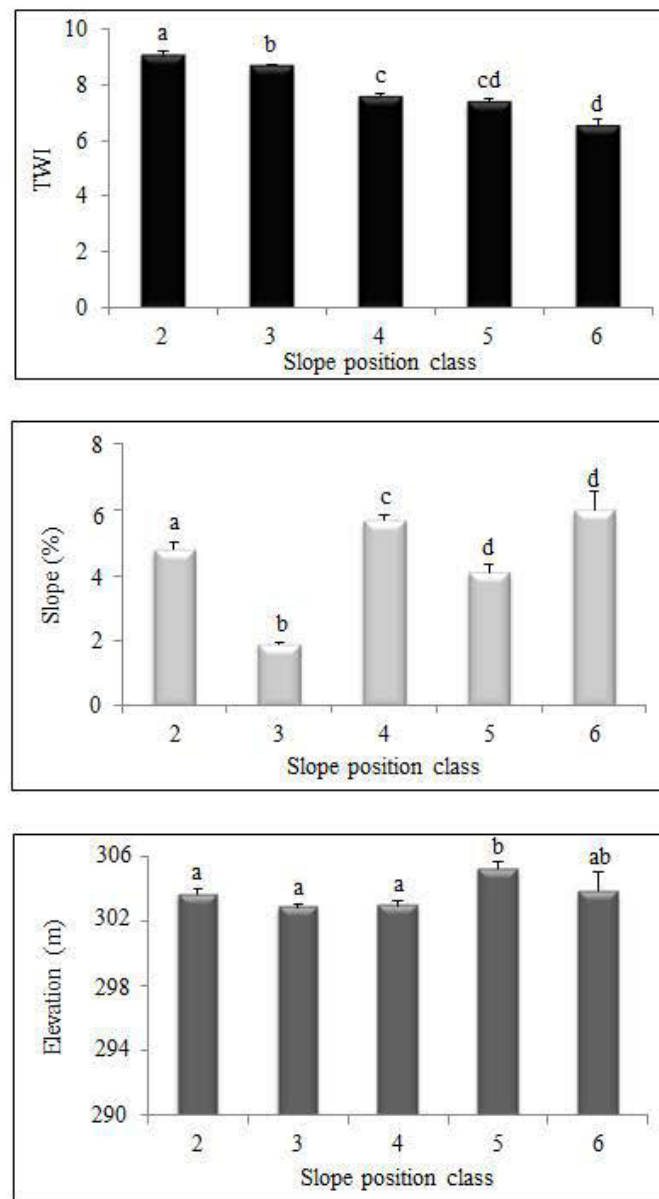 10
8
6
4
2
0
TWI
a
b
c
cd
d
2 3 4 5 6
Slope position class
8
6
4
2
0
Slope (%)
a
b
c
d
d
2 3 4 5 6
Slope position class
306
302
298
294
290
Elevation (m)
a
a
a
b
ab
2 3 4 5 6
Slope position class